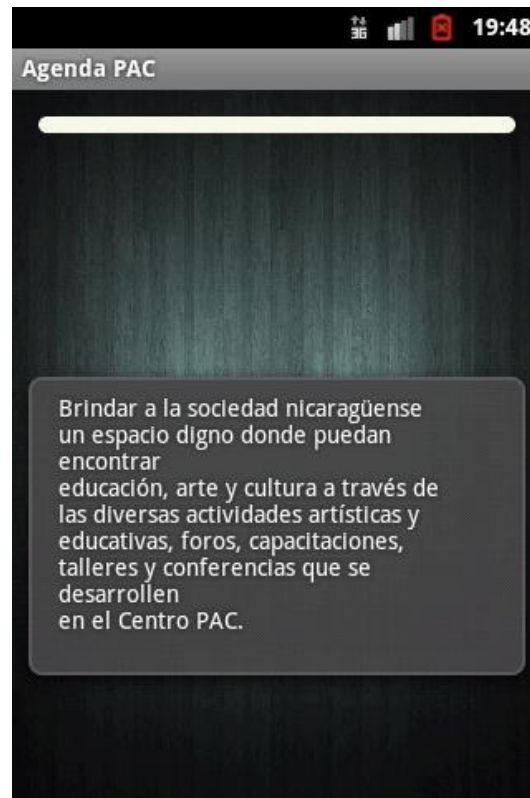 3G 19:48
Agenda PAC
Brindar a la sociedad nicaragüense
un espacio digno donde puedan
encontrar
educación, arte y cultura a través de
las diversas actividades artísticas y
educativas, foros, capacitaciones,
talleres y conferencias que se
desarrollen
en el Centro PAC.